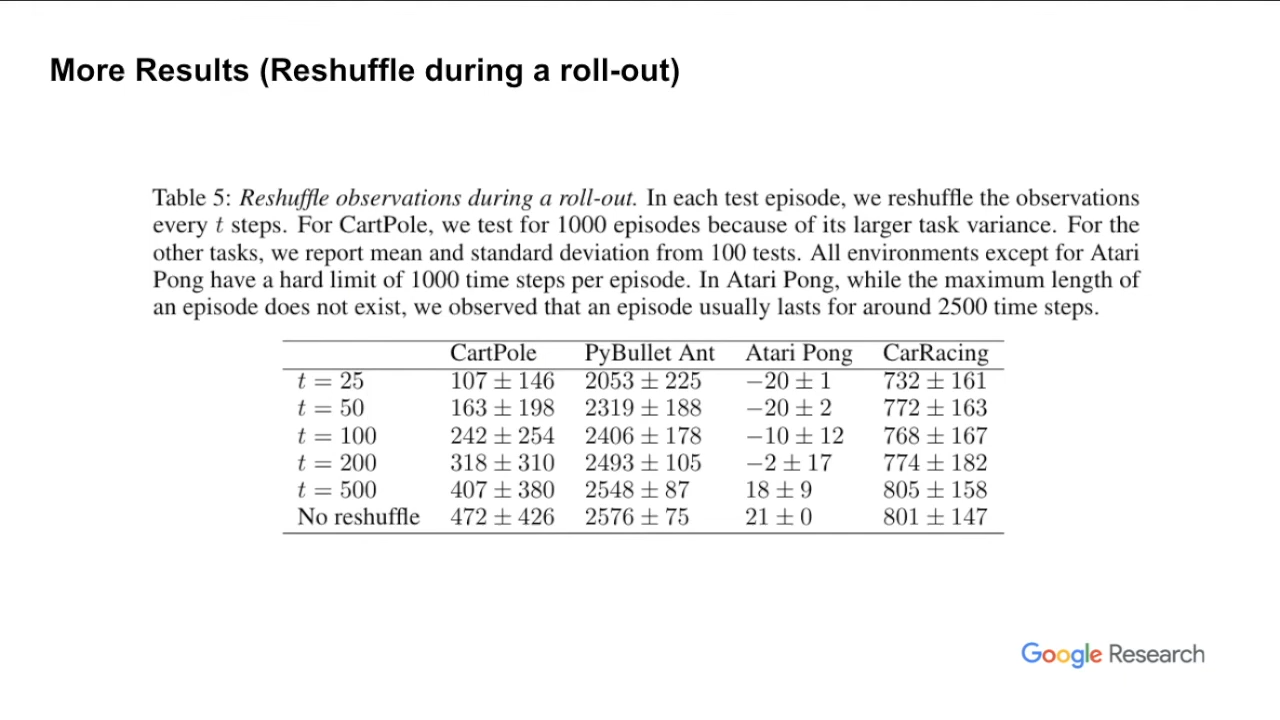 More Results (Reshuffle during a roll-out)
Table 5: Reshuffle observations during a roll-out. In each test episode, we reshuffle the observations
every t steps. For CartPole, we test for 1000 episodes because of its larger task variance. For the
other tasks, we report mean and standard deviation from 100 tests. All environments except for Atari
Pong have a hard limit of 1000 time steps per episode. In Atari Pong, while the maximum length of
an episode does not exist, we observed that an episode usually lasts for around 2500 time steps.
CartPole PyBullet Ant Atari Pong CarRacing
t = 25 107 ± 146 2053 ± 225 −20 ± 1 732 ± 161
t = 50 163 ± 198 2319 ± 188 −20 ± 2 772 ± 163
t = 100 242 ± 254 2406 ± 178 −10 ± 12 768 ± 167
t = 200 318 ± 310 2493 ± 105 −2 ± 17 774 ± 182
t = 500 407 ± 380 2548 ± 87 18 ± 9 805 ± 158
No reshuffle 472 ± 426 2576 ± 75 21 ± 0 801 ± 147
Google Research